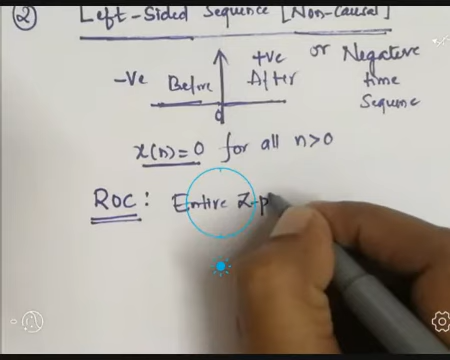 ② Left-Sided Sequence [Non-Causal]
-Ve Before +Ve After or Negative time Sequence
0
x(n)=0 for all n>0
ROC: Entire Z-p